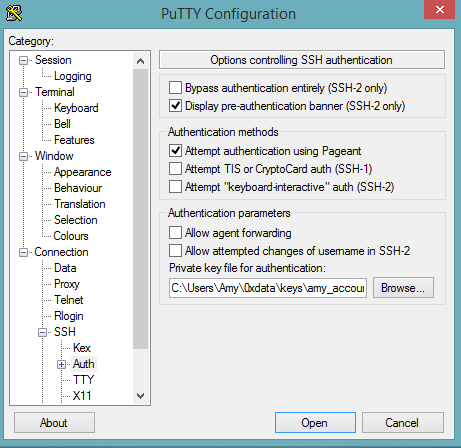 PuTTY Configuration
Category:
Session
Logging
Terminal
Keyboard
Bell
Features
Window
Appearance
Behaviour
Translation
Selection
Colours
Connection
Data
Proxy
Telnet
Rlogin
SSH
Kex
Auth
TTY
X11
Options controlling SSH authentication
Bypass authentication entirely (SSH-2 only)
Display pre-authentication banner (SSH-2 only)
Authentication methods
Attempt authentication using Pageant
Attempt TIS or CryptoCard auth (SSH-1)
Attempt "keyboard-interactive" auth (SSH-2)
Authentication parameters
Allow agent forwarding
Allow attempted changes of username in SSH-2
Private key file for authentication:
C:\Users\Amy\0xdata\keys\amy_accour
Browse...
About
Open
Cancel